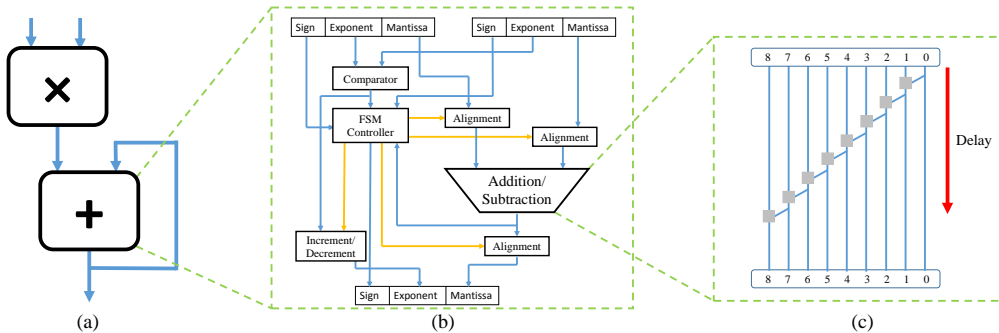 Sign Exponent Mantissa Sign Exponent Mantissa
Comparator
FSM
Controller
Alignment
Alignment
Addition/
Subtraction
Increment/
Decrement
Alignment
Sign Exponent Mantissa
8 7 6 5 4 3 2 1 0
Delay
8 7 6 5 4 3 2 1 0
× 
+
(a) (b) (c)